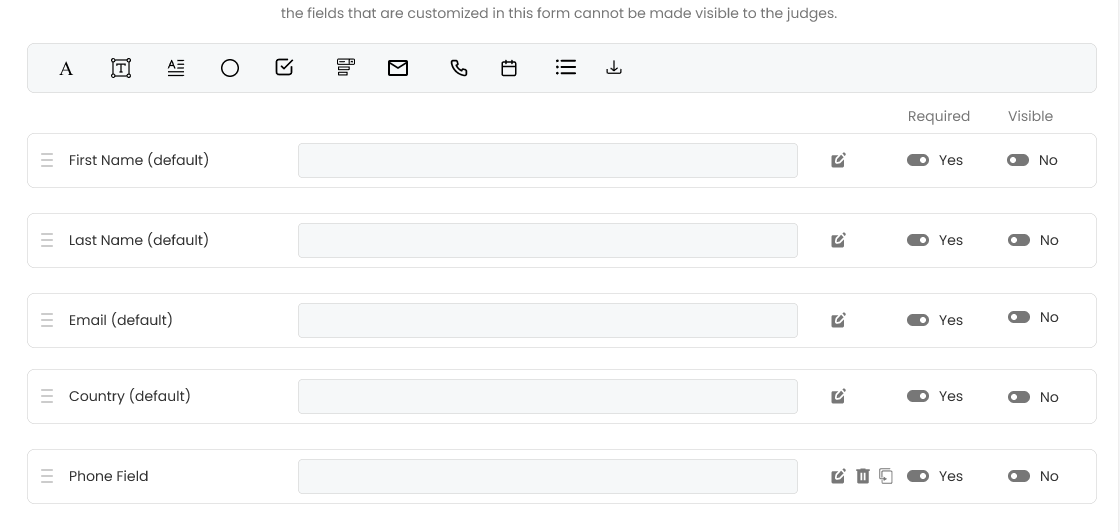 the fields that are customized in this form cannot be made visible to the judges.
Required Visible
First Name (default) Yes No
Last Name (default) Yes No
Email (default) Yes No
Country (default) Yes No
Phone Field Yes No